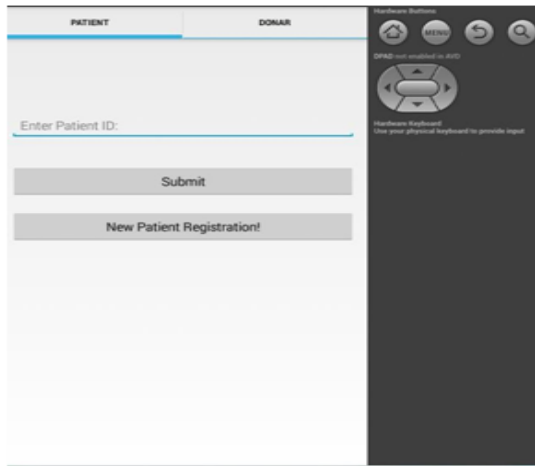 PATIENT DONAR
Enter Patient ID:
Submit
New Patient Registration!
Hardware Buttons
MENU
DPAD not enabled in AVD
Hardware Keyboard
Use your physical keyboard to provide input